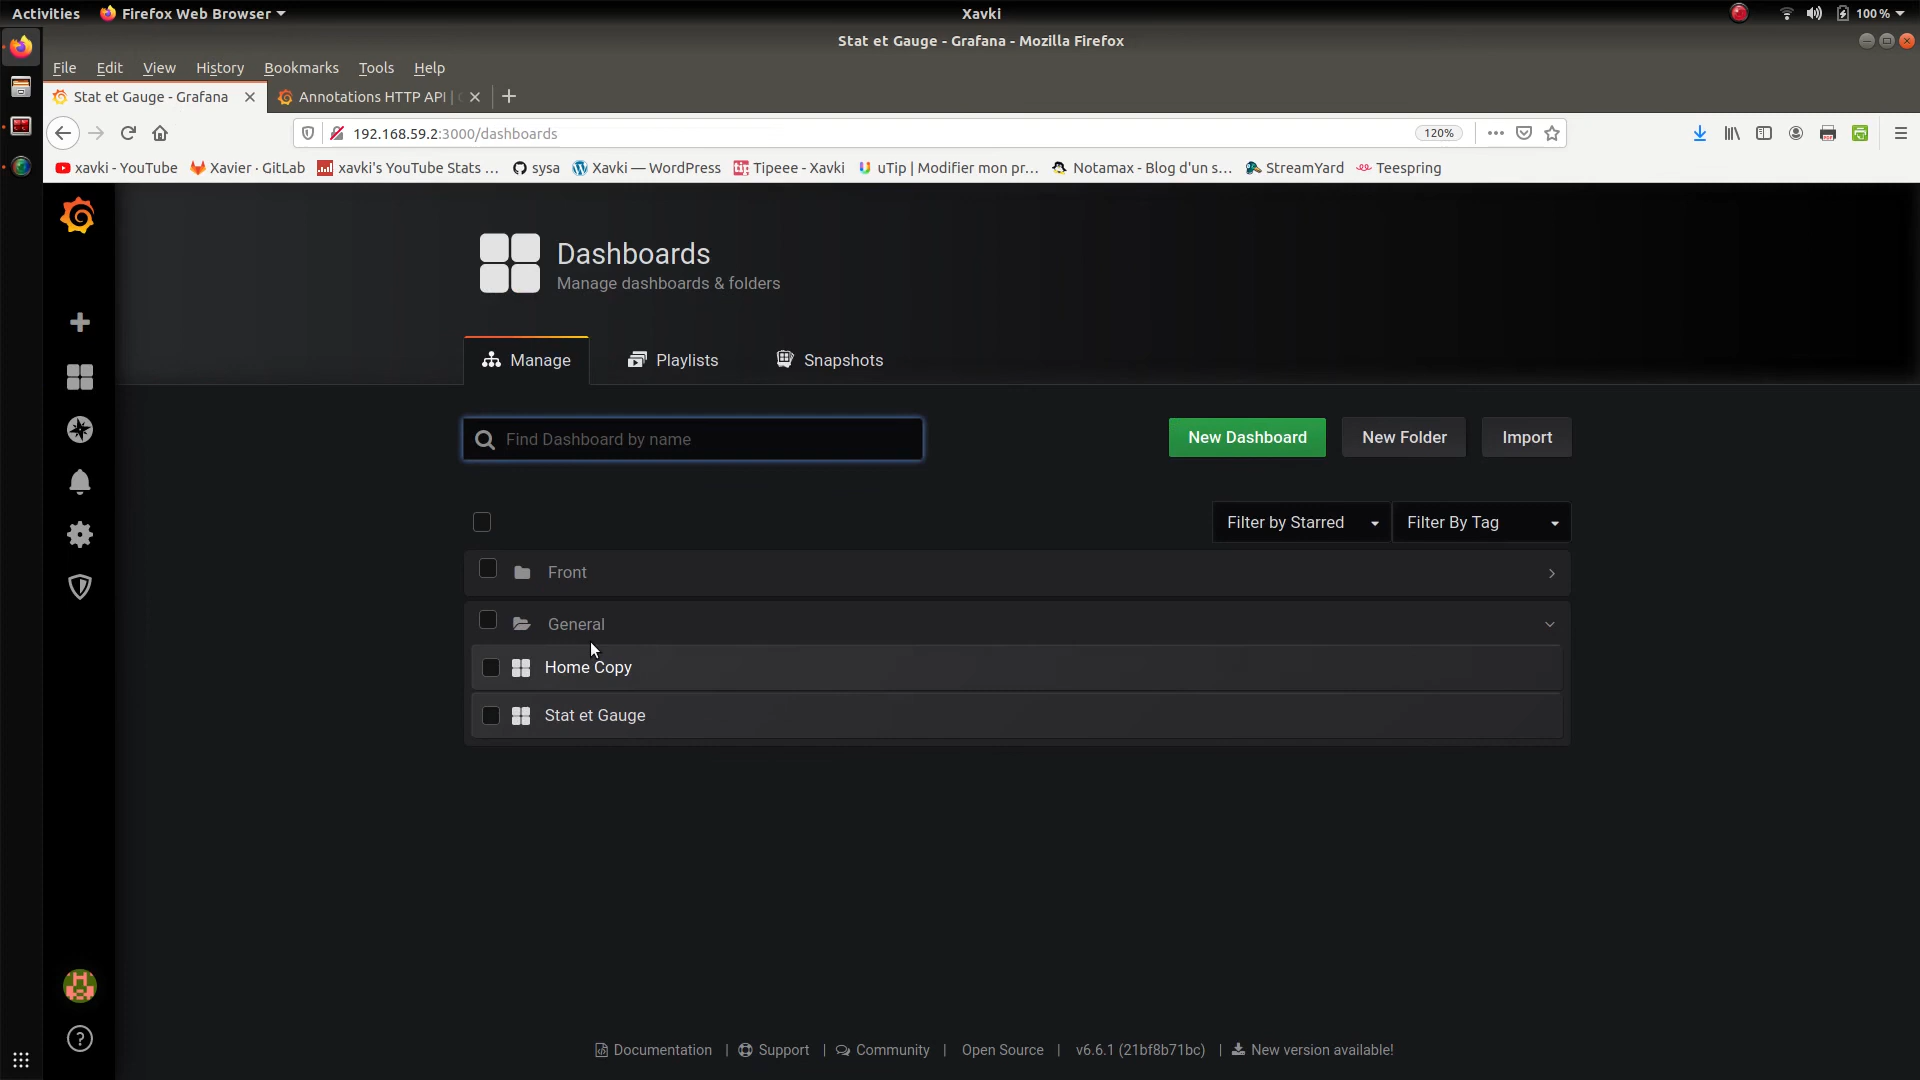 Activities
Firefox Web Browser
Xavki
100 %
Stat et Gauge - Grafana - Mozilla Firefox
File Edit View History Bookmarks Tools Help
Stat et Gauge - Grafana
Annotations HTTP API |
192.168.59.2:3000/dashboards
120%
xavki - YouTube
Xavier · GitLab
xavki's YouTube Stats ...
sysa
Xavki — WordPress
Tipeee - Xavki
uTip | Modifier mon pr...
Notamax - Blog d'un s...
StreamYard
Teespring
Dashboards
Manage dashboards & folders
Manage
Playlists
Snapshots
Find Dashboard by name
New Dashboard
New Folder
Import
Filter by Starred
Filter By Tag
Front
General
Home Copy
Stat et Gauge
Documentation | Support | Community | Open Source | v6.6.1 (21bf8b71bc) | New version available!